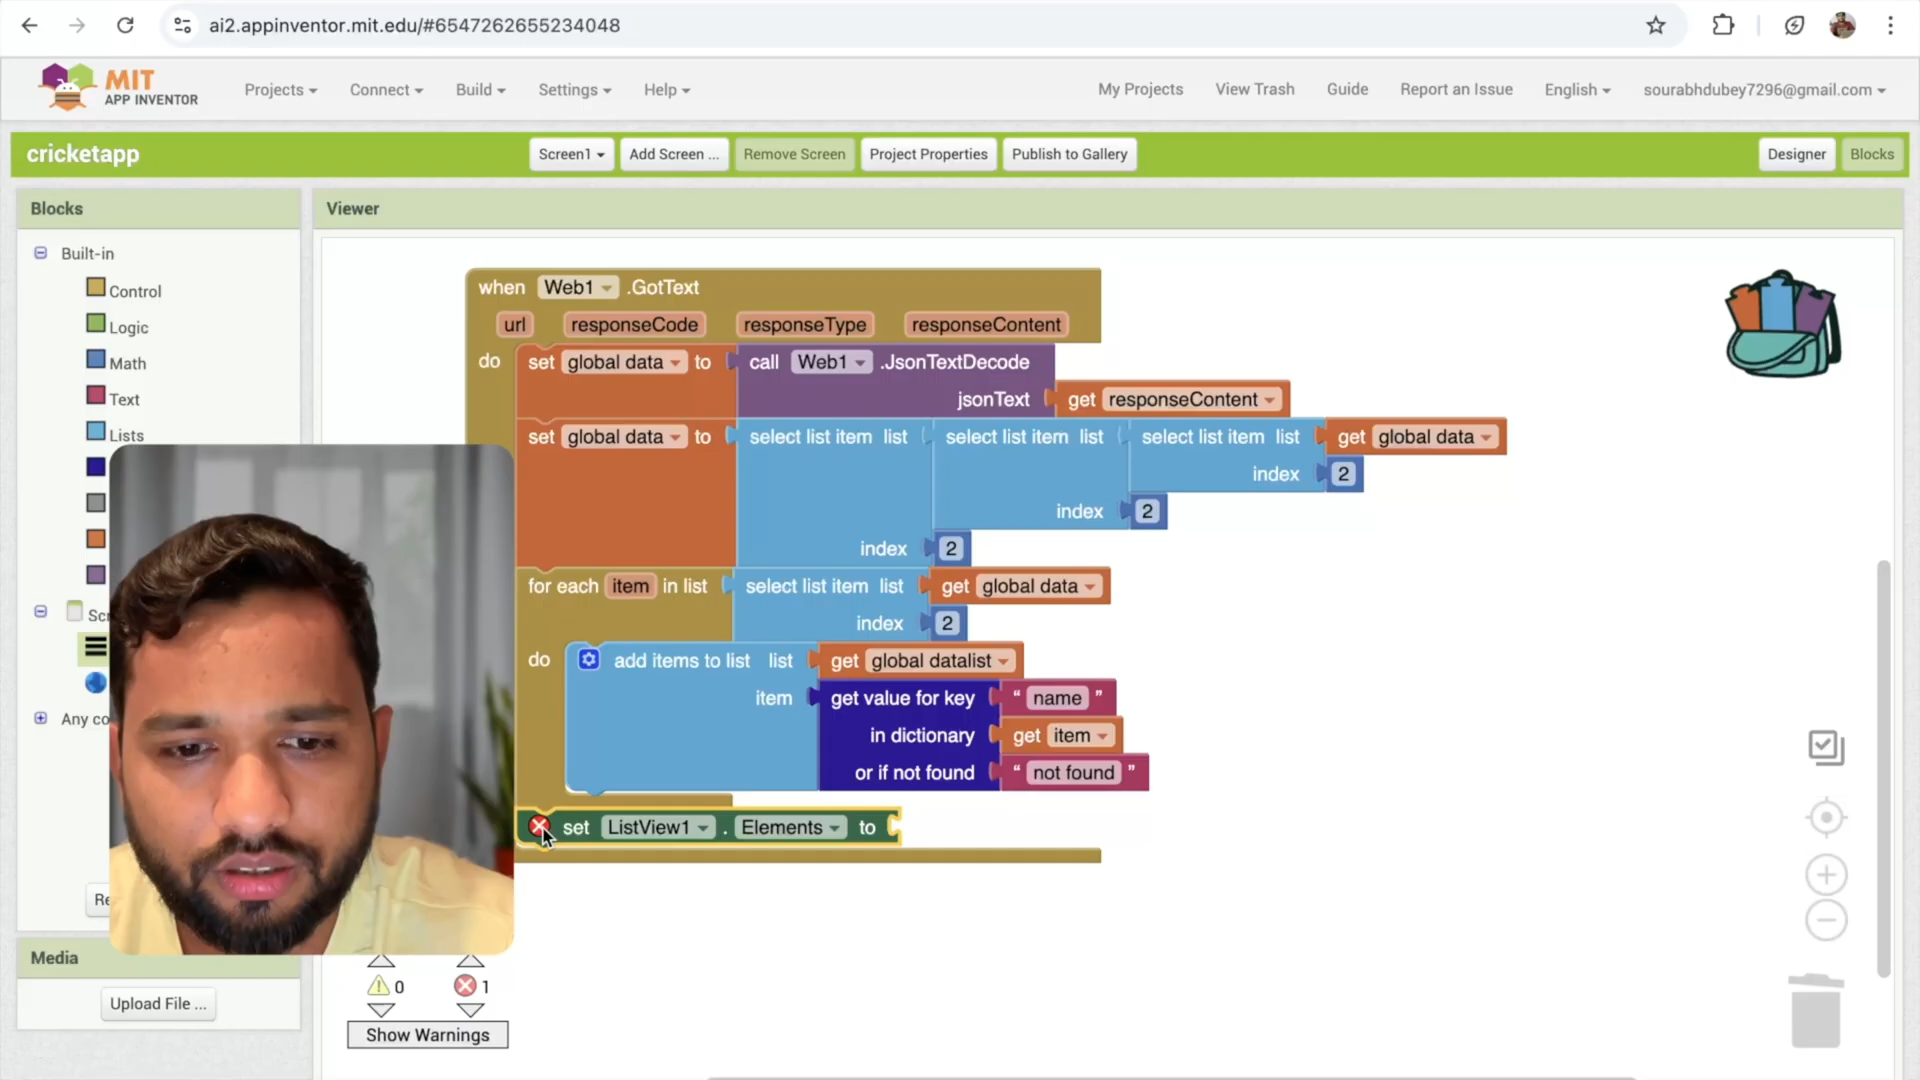 ai2.appinventor.mit.edu/#6547262655234048
MIT
APP INVENTOR
Projects
Connect
Build
Settings
Help
My Projects
View Trash
Guide
Report an Issue
English
sourabhdubey7296@gmail.com
cricketapp
Screen1
Add Screen ...
Remove Screen
Project Properties
Publish to Gallery
Designer
Blocks
Blocks
Viewer
Built-in
Control
Logic
Math
Text
Lists
Scr
Any co
Re
Media
Upload File ...
when Web1 .GotText
url responseCode responseType responseContent
do set global data to call Web1 .JsonTextDecode
jsonText get responseContent
set global data to select list item list select list item list select list item list get global data
index 2
index 2
index 2
for each item in list select list item list get global data
index 2
do add items to list list get global datalist
item get value for key “ name ”
in dictionary get item
or if not found “ not found ”
set ListView1 . Elements to
0
1
Show Warnings